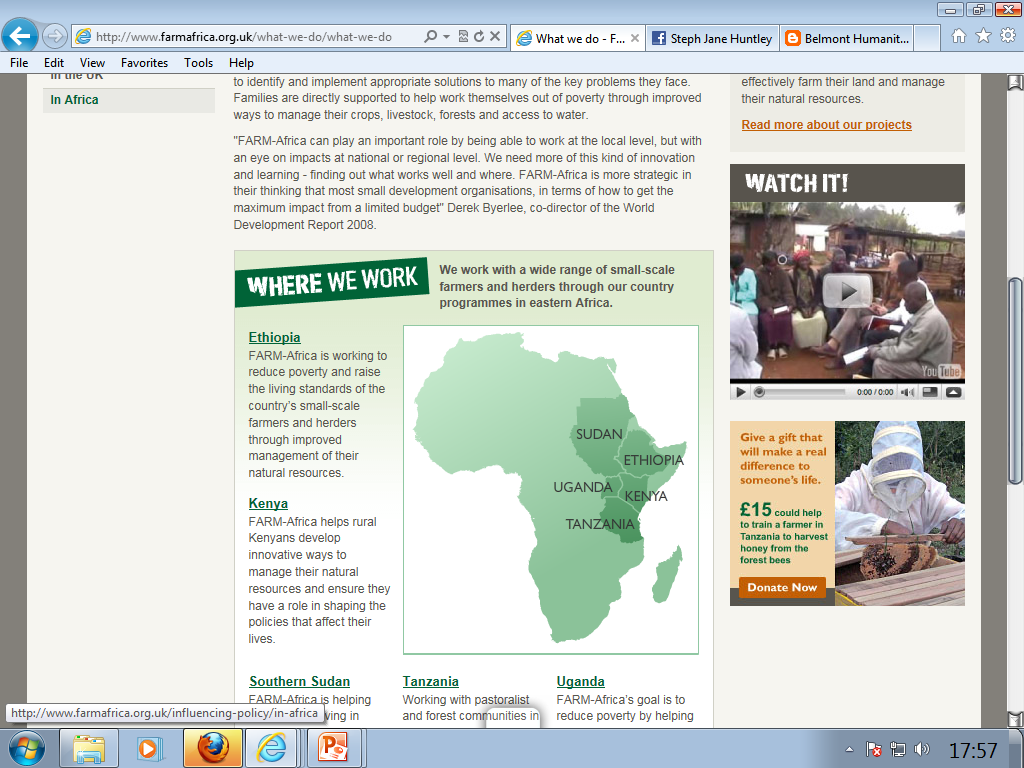 http://www.farmafrica.org.uk/what-we-do/what-we-do
What we do - F...
Steph Jane Huntley
Belmont Humanit...
File Edit View Favorites Tools Help
In the UK
In Africa
to identify and implement appropriate solutions to many of the key problems they face.
Families are directly supported to help work themselves out of poverty through improved
ways to manage their crops, livestock, forests and access to water.
"FARM-Africa can play an important role by being able to work at the local level, but with
an eye on impacts at national or regional level. We need more of this kind of innovation
and learning - finding out what works well and where. FARM-Africa is more strategic in
their thinking that most small development organisations, in terms of how to get the
maximum impact from a limited budget" Derek Byerlee, co-director of the World
Development Report 2008.
WHERE WE WORK
We work with a wide range of small-scale
farmers and herders through our country
programmes in eastern Africa.
Ethiopia
FARM-Africa is working to
reduce poverty and raise
the living standards of the
country's small-scale
farmers and herders
through improved
management of their
natural resources.
Kenya
FARM-Africa helps rural
Kenyans develop
innovative ways to
manage their natural
resources and ensure they
have a role in shaping the
policies that affect their
lives.
SUDAN
ETHIOPIA
UGANDA
KENYA
TANZANIA
Southern Sudan
FARM-Africa is helping
ving in
Tanzania
Working with pastoralist
and forest communities in
Uganda
FARM-Africa's goal is to
reduce poverty by helping
effectively farm their land and manage
their natural resources.
Read more about our projects
WATCH IT!
YouTube
0:00 / 0:00
Give a gift that
will make a real
difference to
someone's life.
£15 could help
to train a farmer in
Tanzania to harvest
honey from the
forest bees
Donate Now
http://www.farmafrica.org.uk/influencing-policy/in-africa
17:57